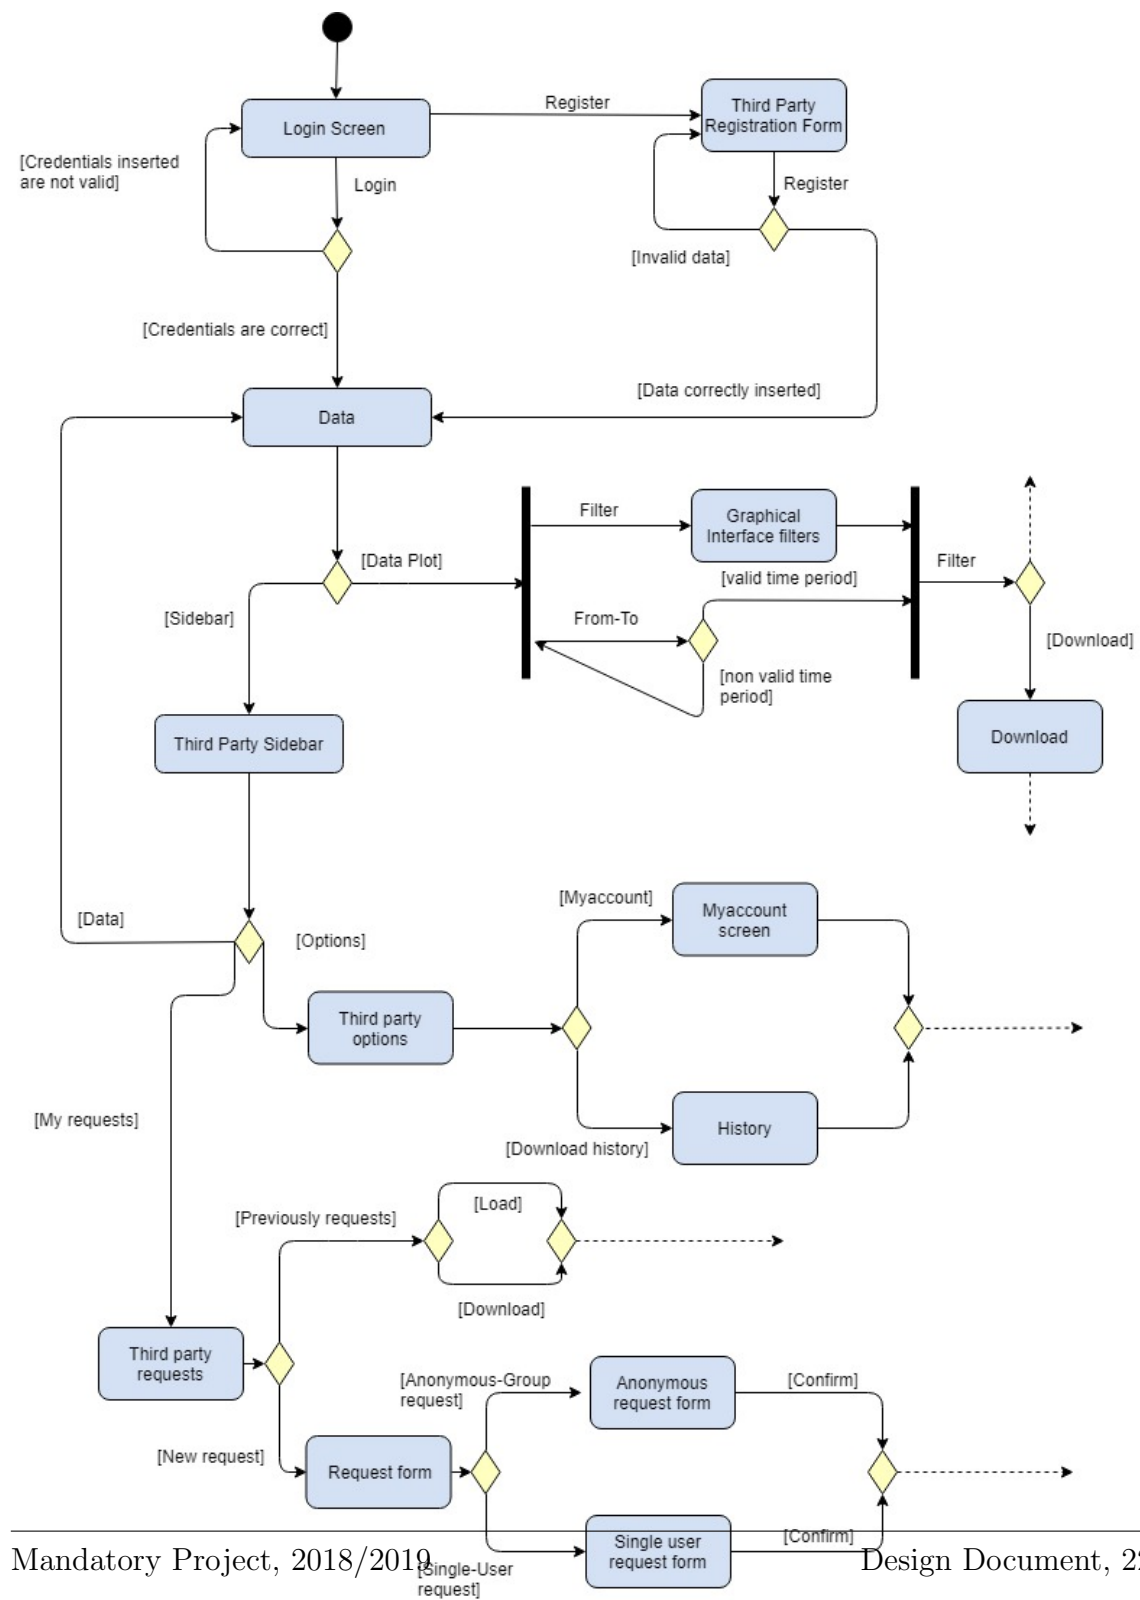 Login Screen
Register
Third Party
Registration Form
[Credentials inserted
are not valid]
Login
Register
[Invalid data]
[Credentials are correct]
[Data correctly inserted]
Data
[Data Plot]
Filter
Graphical
Interface filters
Filter
[valid time period]
[Sidebar]
From-To
[Download]
[non valid time
period]
Third Party Sidebar
Download
[Data]
[Options]
[Myaccount]
Myaccount
screen
Third party
options
[My requests]
[Download history]
History
[Previously requests]
[Load]
[Download]
Third party
requests
[Anonymous-Group
request]
Anonymous
request form
[Confirm]
[New request]
Request form
Single user
request form
[Confirm]
[Single-User
request]
Mandatory Project, 2018/2019
Design Document, 22